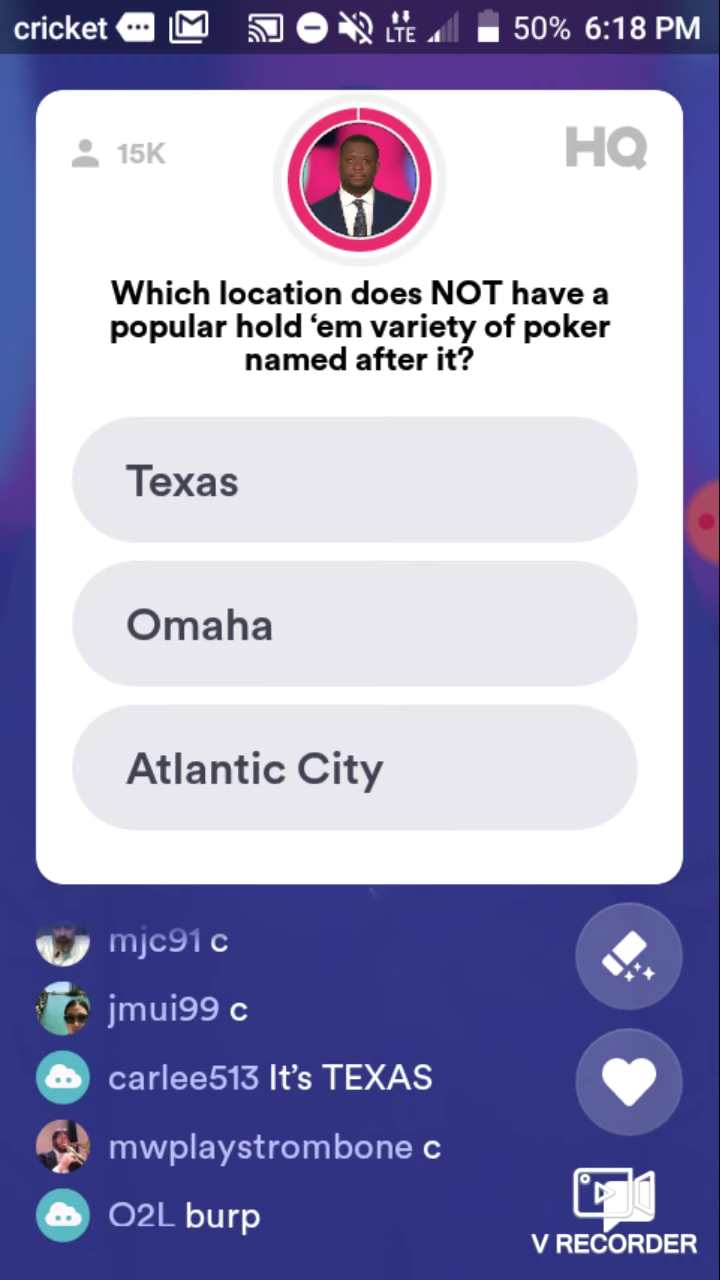 cricket LTE 50% 6:18 PM
15K HQ
Which location does NOT have a
popular hold ‘em variety of poker
named after it?
Texas
Omaha
Atlantic City
mjc91 c
jmui99 c
carlee513 It’s TEXAS
mwplaystrombone c
O2L burp
V RECORDER